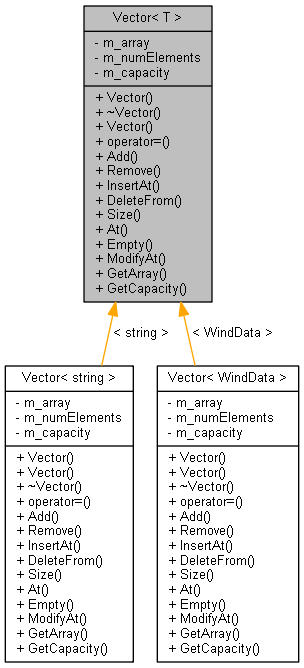 Vector< T >
- m_array
- m_numElements
- m_capacity
+ Vector()
+ ~Vector()
+ Vector()
+ operator=()
+ Add()
+ Remove()
+ InsertAt()
+ DeleteFrom()
+ Size()
+ At()
+ Empty()
+ ModifyAt()
+ GetArray()
+ GetCapacity()
< string >
< WindData >
Vector< string >
- m_array
- m_numElements
- m_capacity
+ Vector()
+ Vector()
+ ~Vector()
+ operator=()
+ Add()
+ Remove()
+ InsertAt()
+ DeleteFrom()
+ Size()
+ At()
+ Empty()
+ ModifyAt()
+ GetArray()
+ GetCapacity()
Vector< WindData >
- m_array
- m_numElements
- m_capacity
+ Vector()
+ Vector()
+ ~Vector()
+ operator=()
+ Add()
+ Remove()
+ InsertAt()
+ DeleteFrom()
+ Size()
+ At()
+ Empty()
+ ModifyAt()
+ GetArray()
+ GetCapacity()